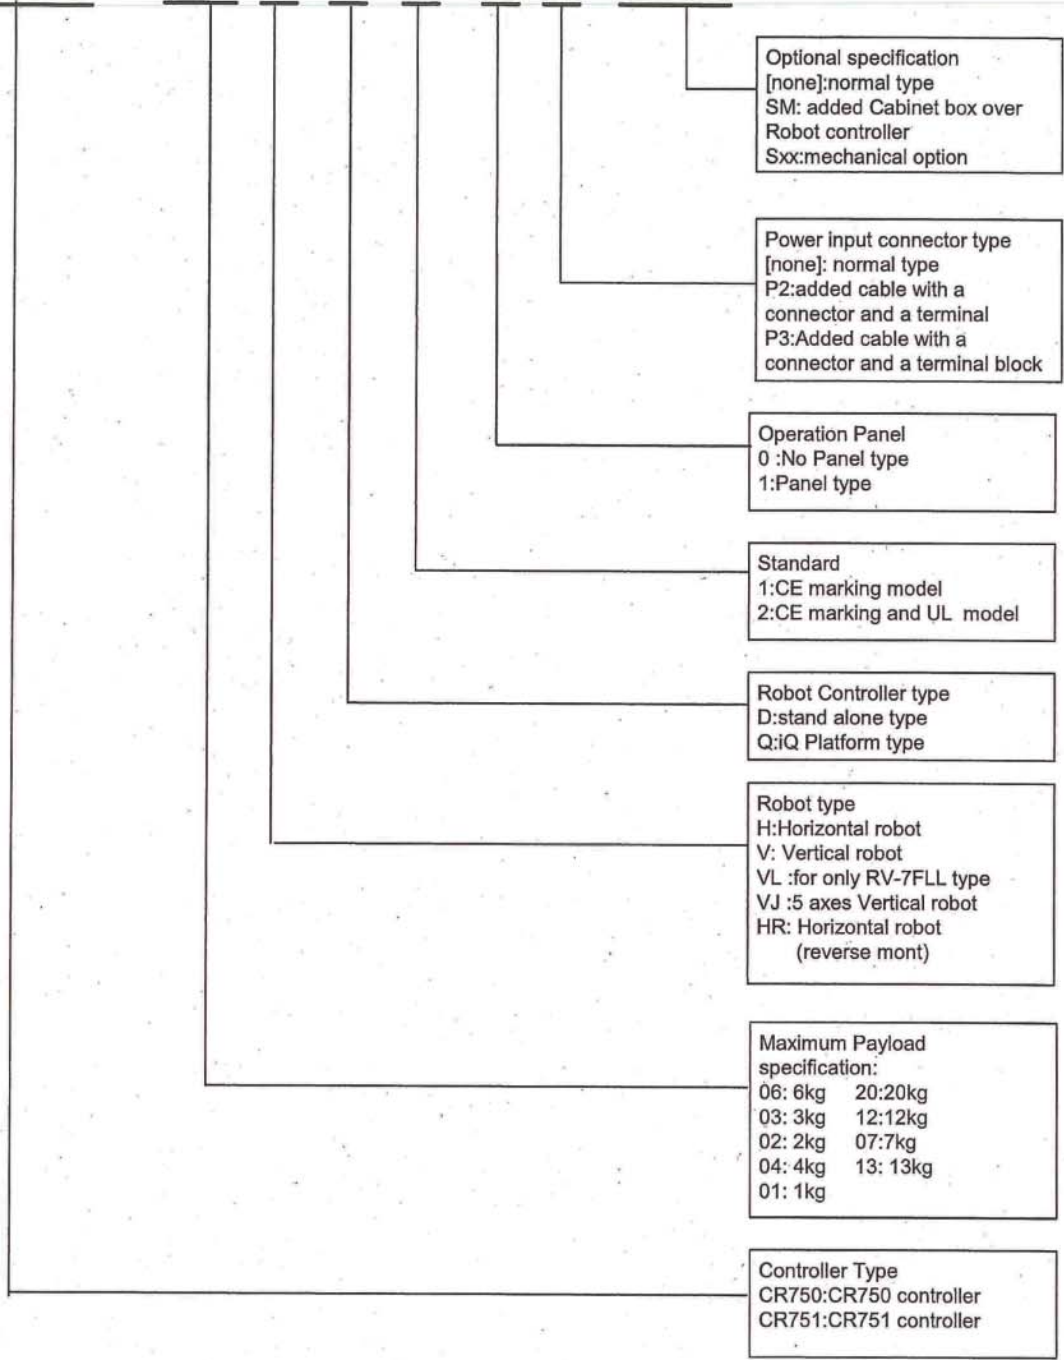 Optional specification
[none]:normal type
SM: added Cabinet box over
Robot controller
Sxx:mechanical option
Power input connector type
[none]: normal type
P2:added cable with a
connector and a terminal
P3:Added cable with a
connector and a terminal block
Operation Panel
0 :No Panel type
1:Panel type
Standard
1:CE marking model
2:CE marking and UL model
Robot Controller type
D:stand alone type
Q:iQ Platform type
Robot type
H:Horizontal robot
V: Vertical robot
VL :for only RV-7FLL type
VJ :5 axes Vertical robot
HR: Horizontal robot
(reverse mont)
Maximum Payload
specification:
06: 6kg 20:20kg
03: 3kg 12:12kg
02: 2kg 07:7kg
04: 4kg 13: 13kg
01: 1kg
Controller Type
CR750:CR750 controller
CR751:CR751 controller